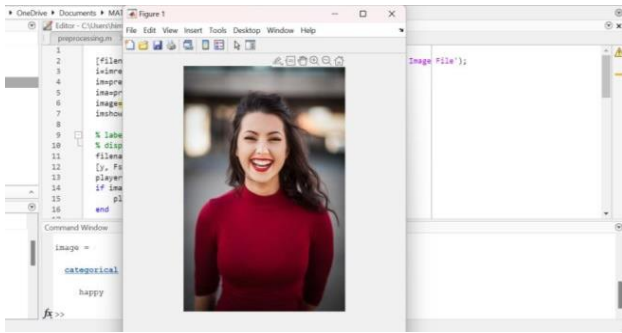 OneDrive ▸ Documents ▸ MAT
Editor - C:\Users\him
preprocessing.m
Figure 1
File Edit View Insert Tools Desktop Window Help
1
2 [filen Image File');
3 i=imre
4 im=pre
5 ima=pr
6 image=
7 imshow
8
9 % labe
10 % disp
11 filena
12 [y, Fs
13 player
14 if ima
15 pl
16 end
Command Window
image =
categorical
happy
fx >>